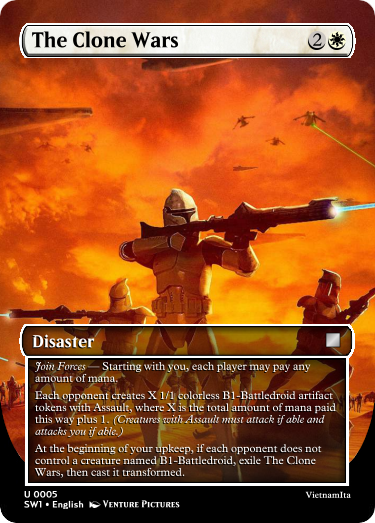 The Clone Wars 2
Disaster
Join Forces — Starting with you, each player may pay any
amount of mana.
Each opponent creates X 1/1 colorless B1-Battledroid artifact
tokens with Assault, where X is the total amount of mana paid
this way plus 1. (Creatures with Assault must attack if able and
attacks you if able.)
At the beginning of your upkeep, if each opponent does not
control a creature named B1-Battledroid, exile The Clone
Wars, then cast it transformed.
U 0005
SW1 • English Venture Pictures
VietnamIta